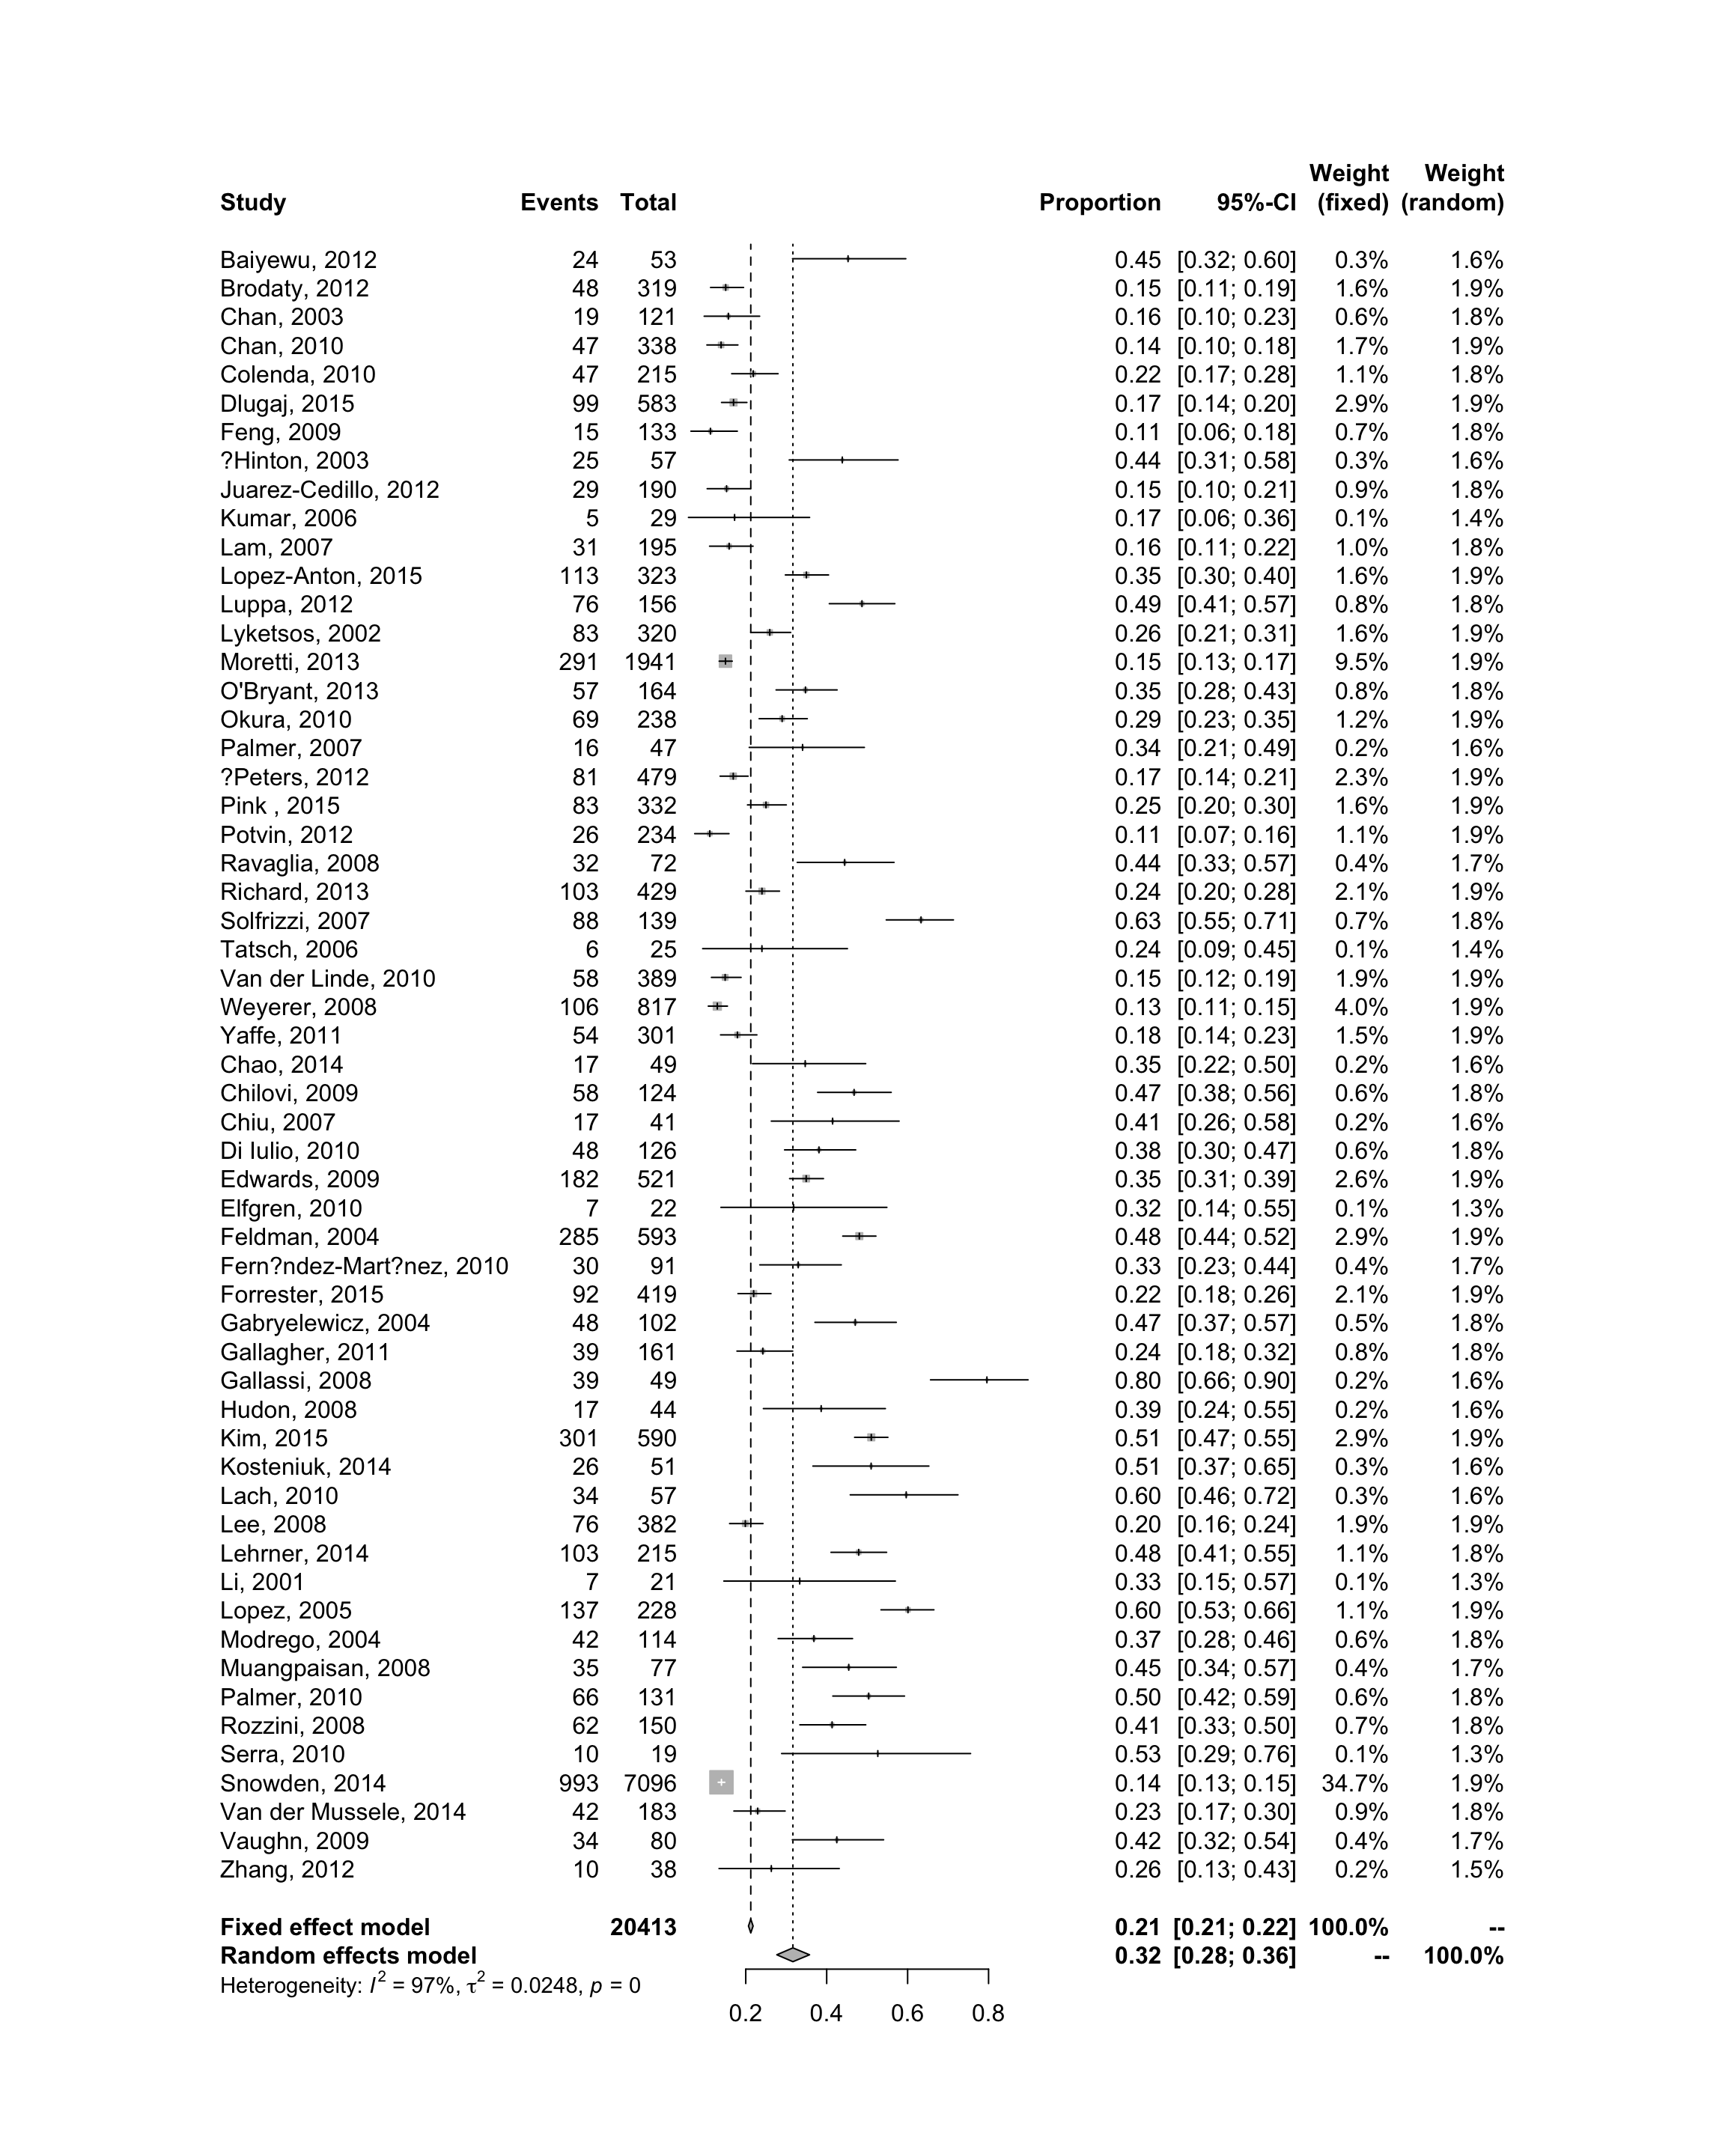 Weight Weight
Study Events Total Proportion 95%-CI (fixed) (random)
Baiyewu, 2012 24 53 0.45 [0.32; 0.60] 0.3% 1.6%
Brodaty, 2012 48 319 0.15 [0.11; 0.19] 1.6% 1.9%
Chan, 2003 19 121 0.16 [0.10; 0.23] 0.6% 1.8%
Chan, 2010 47 338 0.14 [0.10; 0.18] 1.7% 1.9%
Colenda, 2010 47 215 0.22 [0.17; 0.28] 1.1% 1.8%
Dlugaj, 2015 99 583 0.17 [0.14; 0.20] 2.9% 1.9%
Feng, 2009 15 133 0.11 [0.06; 0.18] 0.7% 1.8%
?Hinton, 2003 25 57 0.44 [0.31; 0.58] 0.3% 1.6%
Juarez-Cedillo, 2012 29 190 0.15 [0.10; 0.21] 0.9% 1.8%
Kumar, 2006 5 29 0.17 [0.06; 0.36] 0.1% 1.4%
Lam, 2007 31 195 0.16 [0.11; 0.22] 1.0% 1.8%
Lopez-Anton, 2015 113 323 0.35 [0.30; 0.40] 1.6% 1.9%
Luppa, 2012 76 156 0.49 [0.41; 0.57] 0.8% 1.8%
Lyketsos, 2002 83 320 0.26 [0.21; 0.31] 1.6% 1.9%
Moretti, 2013 291 1941 0.15 [0.13; 0.17] 9.5% 1.9%
O'Bryant, 2013 57 164 0.35 [0.28; 0.43] 0.8% 1.8%
Okura, 2010 69 238 0.29 [0.23; 0.35] 1.2% 1.9%
Palmer, 2007 16 47 0.34 [0.21; 0.49] 0.2% 1.6%
?Peters, 2012 81 479 0.17 [0.14; 0.21] 2.3% 1.9%
Pink , 2015 83 332 0.25 [0.20; 0.30] 1.6% 1.9%
Potvin, 2012 26 234 0.11 [0.07; 0.16] 1.1% 1.9%
Ravaglia, 2008 32 72 0.44 [0.33; 0.57] 0.4% 1.7%
Richard, 2013 103 429 0.24 [0.20; 0.28] 2.1% 1.9%
Solfrizzi, 2007 88 139 0.63 [0.55; 0.71] 0.7% 1.8%
Tatsch, 2006 6 25 0.24 [0.09; 0.45] 0.1% 1.4%
Van der Linde, 2010 58 389 0.15 [0.12; 0.19] 1.9% 1.9%
Weyerer, 2008 106 817 0.13 [0.11; 0.15] 4.0% 1.9%
Yaffe, 2011 54 301 0.18 [0.14; 0.23] 1.5% 1.9%
Chao, 2014 17 49 0.35 [0.22; 0.50] 0.2% 1.6%
Chilovi, 2009 58 124 0.47 [0.38; 0.56] 0.6% 1.8%
Chiu, 2007 17 41 0.41 [0.26; 0.58] 0.2% 1.6%
Di Iulio, 2010 48 126 0.38 [0.30; 0.47] 0.6% 1.8%
Edwards, 2009 182 521 0.35 [0.31; 0.39] 2.6% 1.9%
Elfgren, 2010 7 22 0.32 [0.14; 0.55] 0.1% 1.3%
Feldman, 2004 285 593 0.48 [0.44; 0.52] 2.9% 1.9%
Fern?ndez-Mart?nez, 2010 30 91 0.33 [0.23; 0.44] 0.4% 1.7%
Forrester, 2015 92 419 0.22 [0.18; 0.26] 2.1% 1.9%
Gabryelewicz, 2004 48 102 0.47 [0.37; 0.57] 0.5% 1.8%
Gallagher, 2011 39 161 0.24 [0.18; 0.32] 0.8% 1.8%
Gallassi, 2008 39 49 0.80 [0.66; 0.90] 0.2% 1.6%
Hudon, 2008 17 44 0.39 [0.24; 0.55] 0.2% 1.6%
Kim, 2015 301 590 0.51 [0.47; 0.55] 2.9% 1.9%
Kosteniuk, 2014 26 51 0.51 [0.37; 0.65] 0.3% 1.6%
Lach, 2010 34 57 0.60 [0.46; 0.72] 0.3% 1.6%
Lee, 2008 76 382 0.20 [0.16; 0.24] 1.9% 1.9%
Lehrner, 2014 103 215 0.48 [0.41; 0.55] 1.1% 1.8%
Li, 2001 7 21 0.33 [0.15; 0.57] 0.1% 1.3%
Lopez, 2005 137 228 0.60 [0.53; 0.66] 1.1% 1.9%
Modrego, 2004 42 114 0.37 [0.28; 0.46] 0.6% 1.8%
Muangpaisan, 2008 35 77 0.45 [0.34; 0.57] 0.4% 1.7%
Palmer, 2010 66 131 0.50 [0.42; 0.59] 0.6% 1.8%
Rozzini, 2008 62 150 0.41 [0.33; 0.50] 0.7% 1.8%
Serra, 2010 10 19 0.53 [0.29; 0.76] 0.1% 1.3%
Snowden, 2014 993 7096 0.14 [0.13; 0.15] 34.7% 1.9%
Van der Mussele, 2014 42 183 0.23 [0.17; 0.30] 0.9% 1.8%
Vaughn, 2009 34 80 0.42 [0.32; 0.54] 0.4% 1.7%
Zhang, 2012 10 38 0.26 [0.13; 0.43] 0.2% 1.5%
Fixed effect model 20413 0.21 [0.21; 0.22] 100.0% --
Random effects model 0.32 [0.28; 0.36] -- 100.0%
Heterogeneity: I² = 97%, τ² = 0.0248, p = 0
0.2 0.4 0.6 0.8